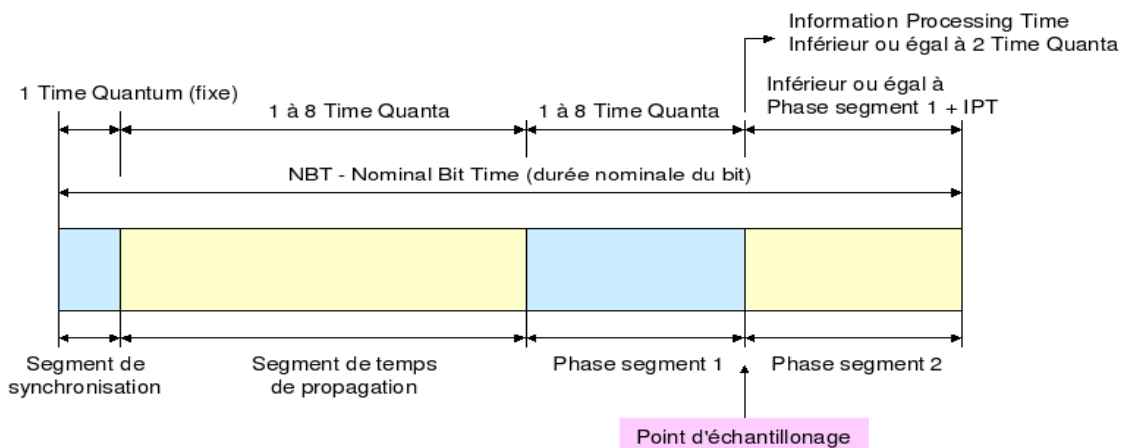 Information Processing Time
Inférieur ou égal à 2 Time Quanta
1 Time Quantum (fixe)
1 à 8 Time Quanta
1 à 8 Time Quanta
Inférieur ou égal à
Phase segment 1 + IPT
NBT - Nominal Bit Time (durée nominale du bit)
Segment de
synchronisation
Segment de temps
de propagation
Phase segment 1
Phase segment 2
Point d'échantillonage